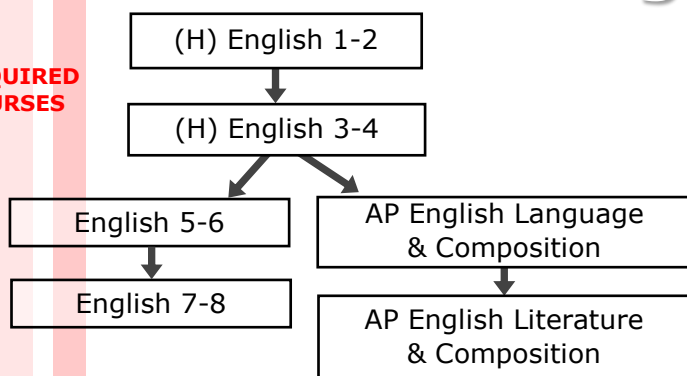 (H) English 1-2
QUIRED
URSES
(H) English 3-4
English 5-6
AP English Language
& Composition
English 7-8
AP English Literature
& Composition